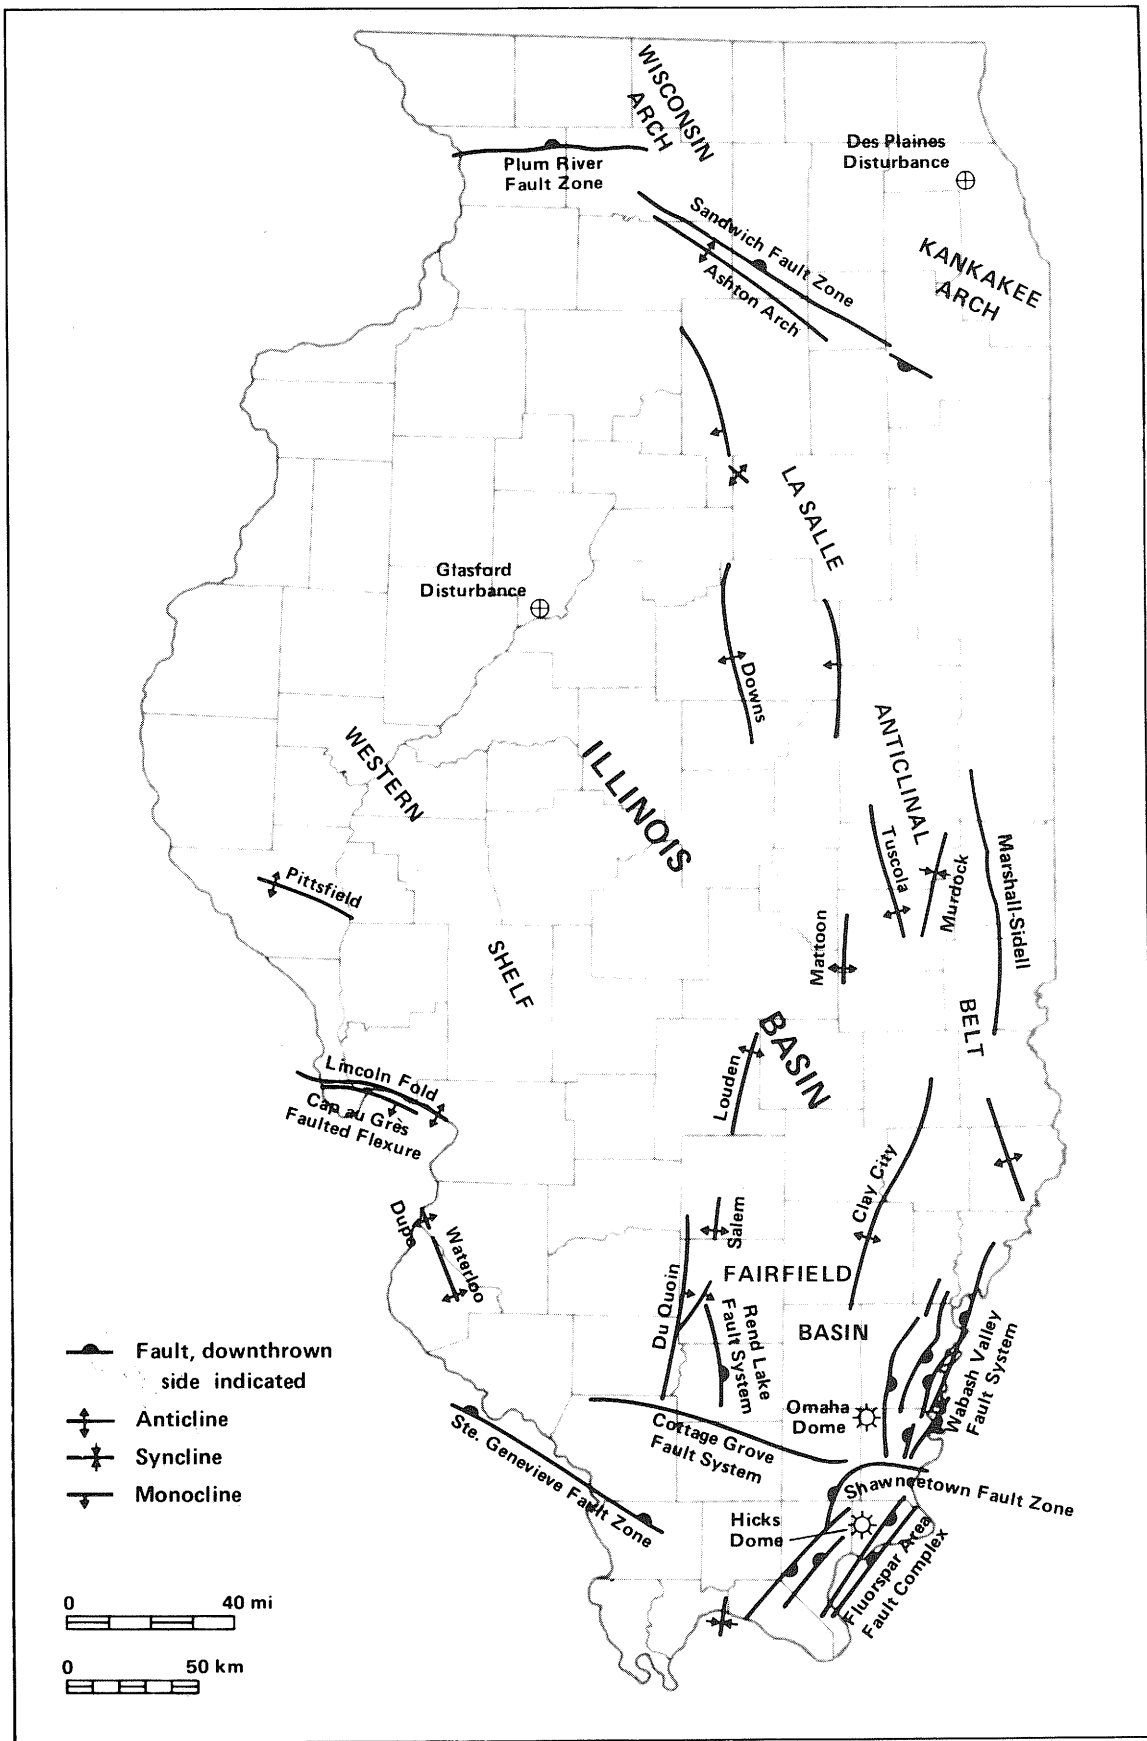 WISCONSIN
ARCH
Des Plaines
Disturbance
Plum River
Fault Zone
Sandwich Fault Zone
Ashton Arch
KANKAKEE
ARCH
LA SALLE
Glasford
Disturbance
Downs
ANTICLINAL
WESTERN
ILLINOIS
Tuscola
Murdock
Marshall-Sidell
Pittsfield
Mattoon
SHELF
BELT
BASIN
Louden
Lincoln Fold
Cap au Grès
Faulted Flexure
Clay City
Dupo
Waterloo
Salem
FAIRFIELD
BASIN
Du Quoin
Rend Lake
Fault System
Wabash Valley
Fault System
Omaha
Dome
Cottage Grove
Fault System
Ste. Genevieve Fault Zone
Shawneetown Fault Zone
Hicks
Dome
Fluorspar Area
Fault Complex
Fault, downthrown
side indicated
Anticline
Syncline
Monocline
0 40 mi
0 50 km